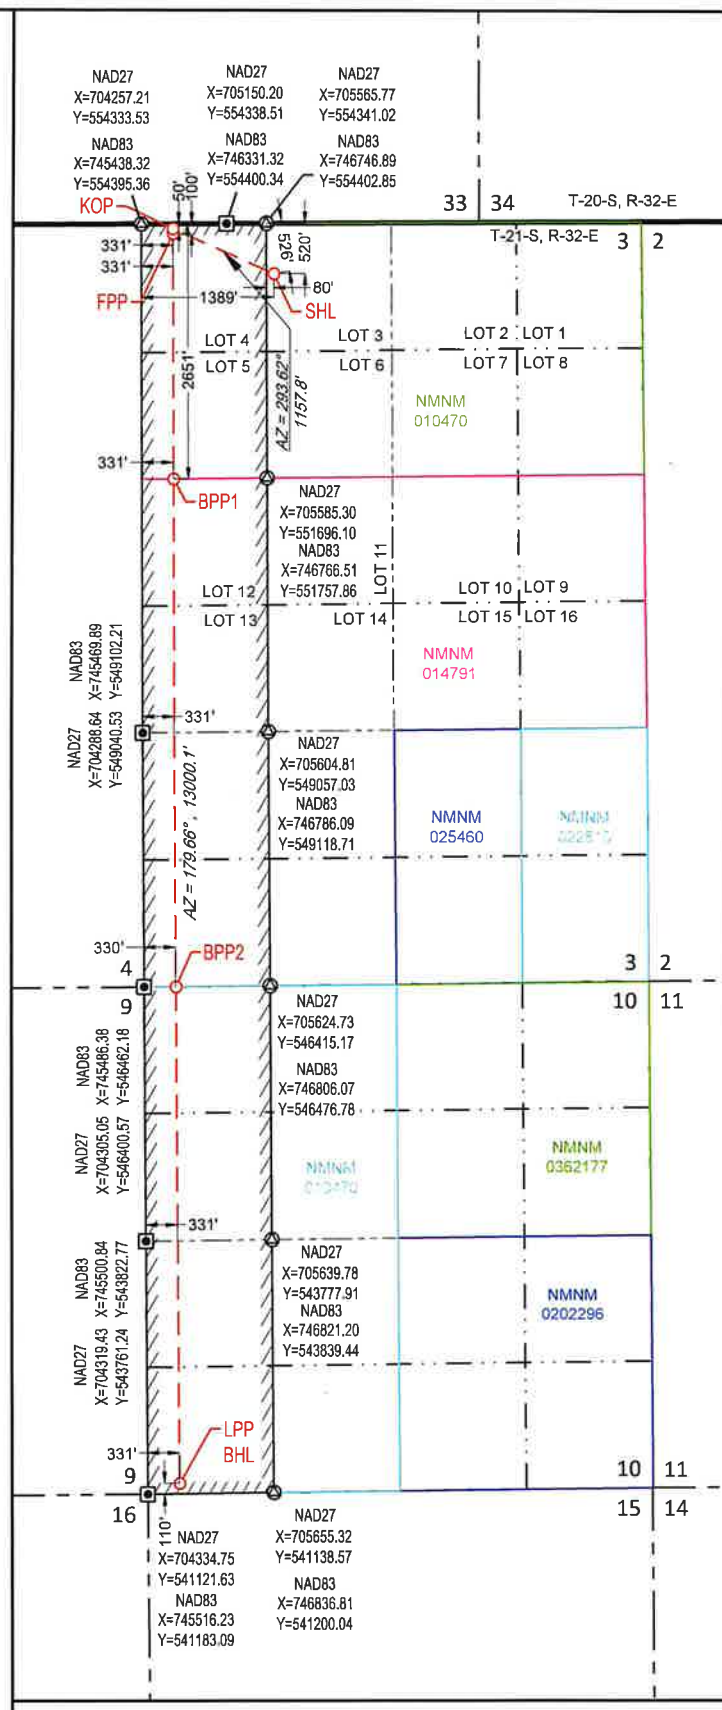 NAD27
X=704257.21
Y=554333.53
NAD83
X=745438.32
Y=554395.36
NAD27
X=705150.20
Y=554338.51
NAD83
X=746331.32
Y=554400.34
NAD27
X=705565.77
Y=554341.02
NAD83
X=746746.89
Y=554402.85
KOP
50'
100'
33
34
T-20-S, R-32-E
T-21-S, R-32-E
3
2
331'
331'
FPP
1389'
526'
520'
80'
SHL
LOT 4
LOT 5
LOT 3
LOT 6
LOT 2
LOT 1
LOT 7
LOT 8
2651'
AZ = 293.62°
1157.8'
NMNM
010470
331'
BPP1
NAD27
X=705585.30
Y=551696.10
NAD83
X=746766.51
Y=551757.86
LOT 11
LOT 12
LOT 13
LOT 14
LOT 10
LOT 9
LOT 15
LOT 16
NMNM
014791
NAD83
X=745469.89
Y=549102.21
NAD27
X=704288.64
Y=549040.53
331'
AZ = 179.66°, 13000.1'
NAD27
X=705604.81
Y=549057.03
NAD83
X=746786.09
Y=549118.71
NMNM
025460
NMNM
330'
BPP2
4
9
3
2
10
11
NAD27
X=705624.73
Y=546415.17
NAD83
X=746806.07
Y=546476.78
NAD83
X=745486.38
Y=546462.18
NAD27
X=704305.05
Y=546400.57
NMNM
NMNM
0362177
331'
NAD83
X=745500.84
Y=543822.77
NAD27
X=704319.43
Y=543761.24
NAD27
X=705639.78
Y=543777.91
NAD83
X=746821.20
Y=543839.44
NMNM
0202296
LPP
BHL
331'
9
16
10
11
15
14
110'
NAD27
X=704334.75
Y=541121.63
NAD83
X=745516.23
Y=541183.09
NAD27
X=705655.32
Y=541138.57
NAD83
X=746836.81
Y=541200.04